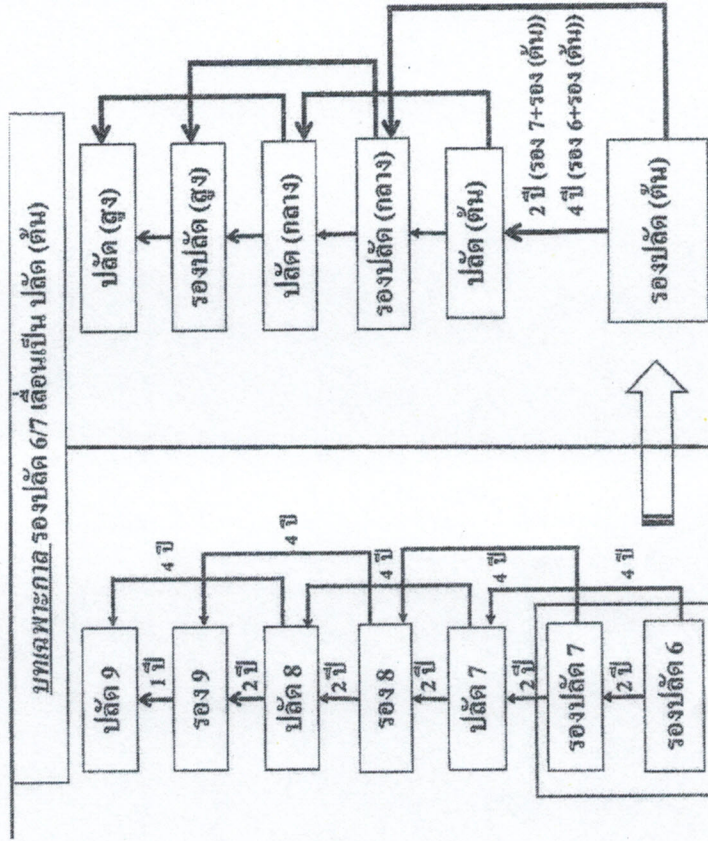 บทเฉพาะกาล รองปลัด 6/7 เลื่อนเป็น ปลัด (ต้น)
ปลัด 9
1 ปี
4 ปี
รอง 9
2 ปี
4 ปี
ปลัด 8
2 ปี
4 ปี
รอง 8
2 ปี
4 ปี
ปลัด 7
2 ปี
4 ปี
รองปลัด 7
2 ปี
รองปลัด 6
ปลัด (สูง)
รองปลัด (สูง)
ปลัด (กลาง)
รองปลัด (กลาง)
ปลัด (ต้น)
2 ปี (รอง 7+รอง (ต้น))
4 ปี (รอง 6+รอง (ต้น))
รองปลัด (ต้น)